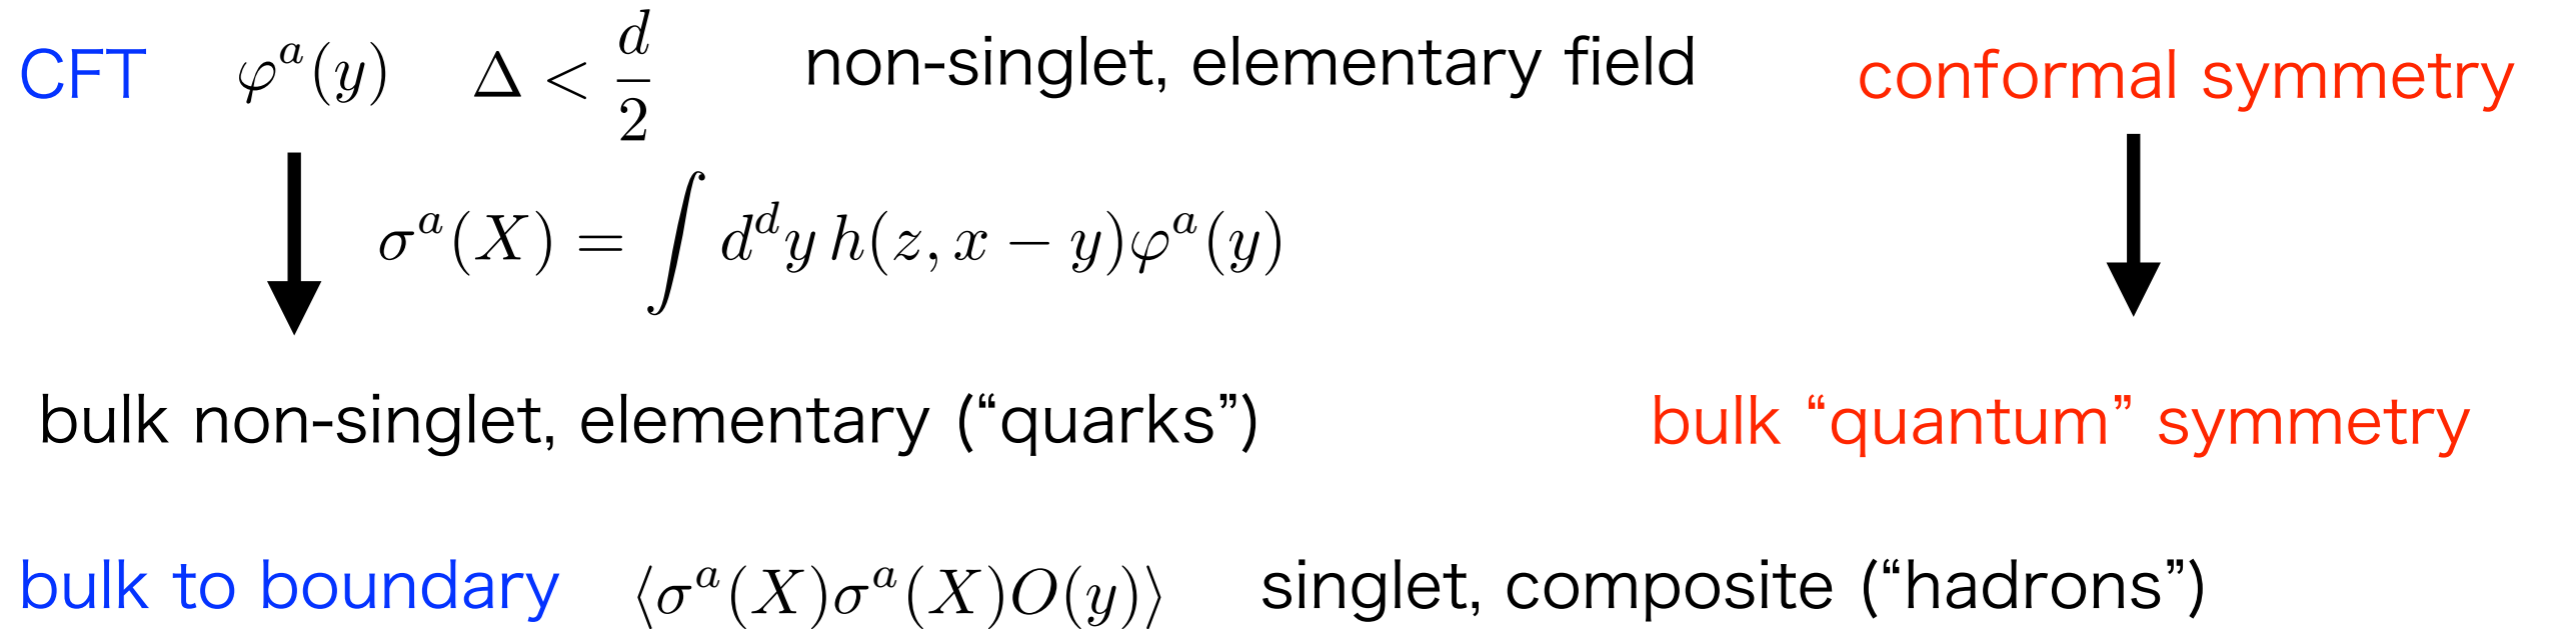 CFT φ^a(y) Δ < d/2 non-singlet, elementary field conformal symmetry
σ^a(X) = ∫ d^d y h(z, x − y)φ^a(y)
bulk non-singlet, elementary (“quarks”) bulk “quantum” symmetry
bulk to boundary ⟨σ^a(X)σ^a(X)O(y)⟩ singlet, composite (“hadrons”)